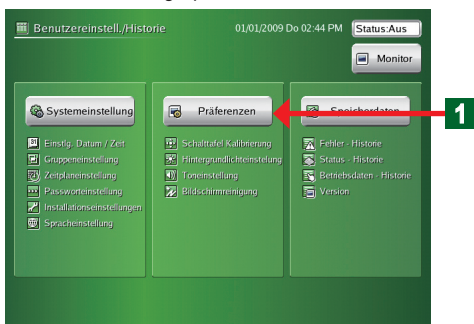 Benutzereinstell./Historie 01/01/2009 Do 02:44 PM Status:Aus
Monitor
Systemeinstellung
Einstlg. Datum / Zeit
Gruppeneinstellung
Zeitplaneinstellung
Passworteinstellung
Installationseinstellungen
Spracheinstellung
Präferenzen
Schalttafel Kalibrierung
Hintergrundlichteinstelung
Toneinstellung
Bildschirmreinigung
Speicherdaten
Fehler - Historie
Status - Historie
Betriebsdaten - Historie
Version
1